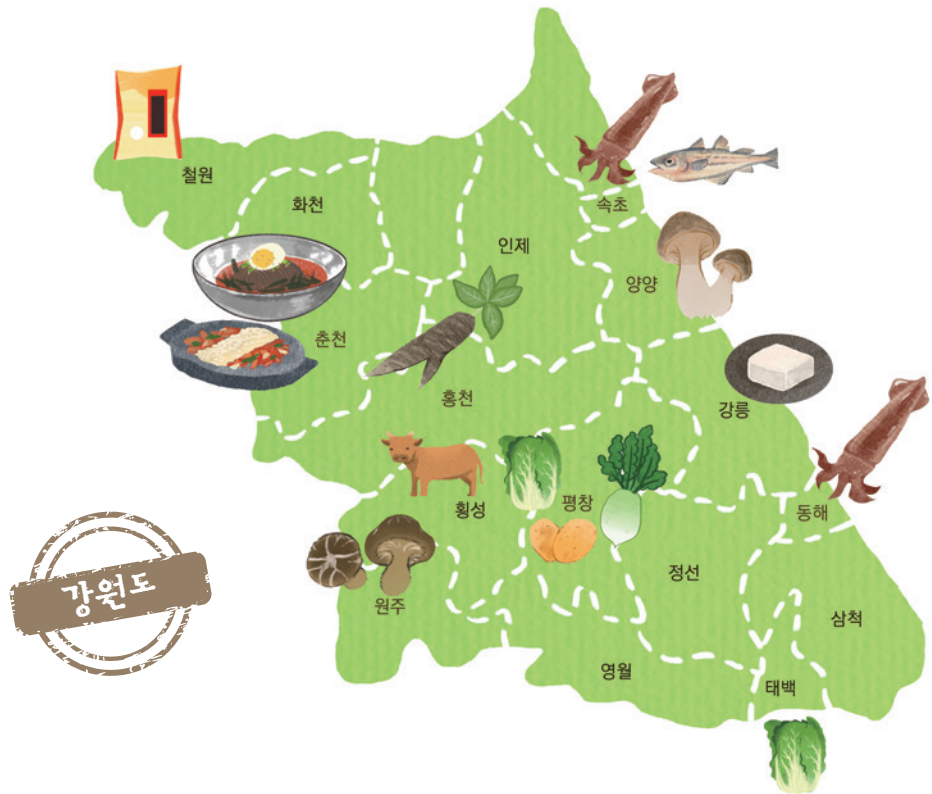 철원
화천
속초
인제
양양
춘천
홍천
강릉
횡성
평창
동해
정선
원주
강원도
삼척
영월
태백